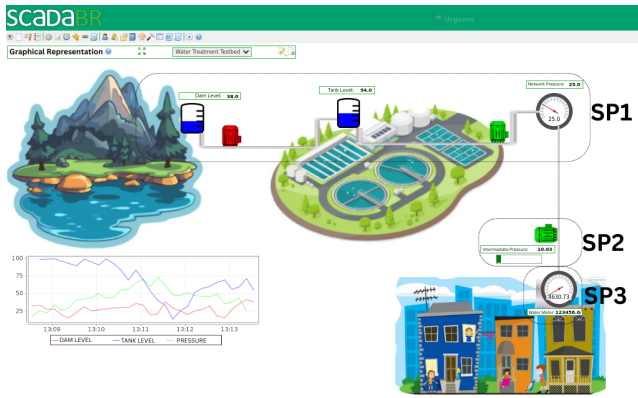 SCADABR
Urgente
Graphical Representation
Water Treatment Testbed
Dam Level: 38.0
Tank Level: 54.0
Network Pressure: 25.0
25.0
SP1
SP2
Intermediate Pressure: 10.03
4630.73
SP3
Water Meter: 123456.0
100
75
50
25
13:09 13:10 13:11 13:12 13:13
DAM LEVEL TANK LEVEL PRESSURE